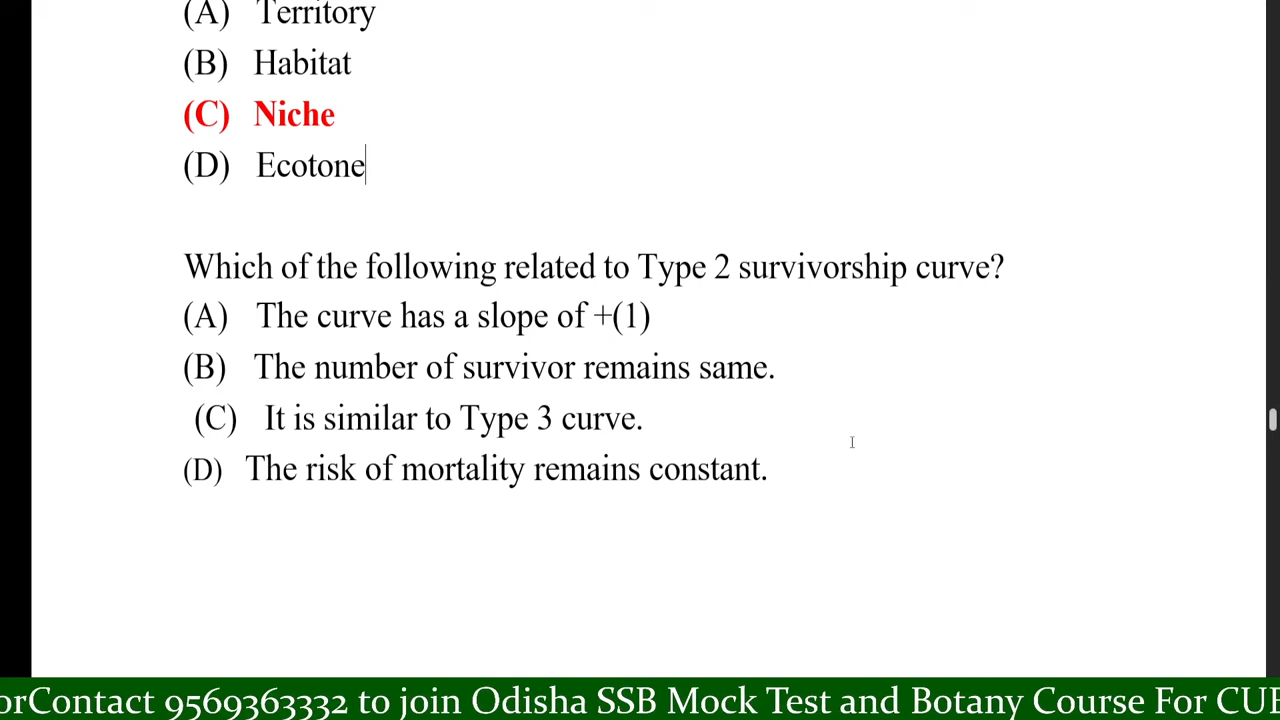 (A) Territory
(B) Habitat
(C) Niche
(D) Ecotone
Which of the following related to Type 2 survivorship curve?
(A) The curve has a slope of +(1)
(B) The number of survivor remains same.
(C) It is similar to Type 3 curve.
(D) The risk of mortality remains constant.
orContact 9569363332 to join Odisha SSB Mock Test and Botany Course For CUE